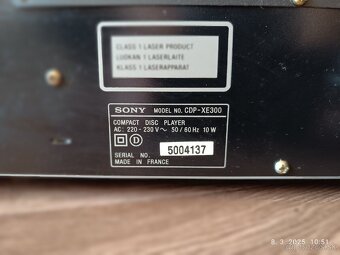 CLASS 1 LASER PRODUCT
LUOKAN 1 LASERLAITE
KLASS 1 LASERAPPARAT
SONY MODEL NO. CDP-XE300
COMPACT DISC PLAYER
AC: 220 - 230 V ~ 50 / 60 Hz 10 W
D
SERIAL NO. 5004137
MADE IN FRANCE
8. 3. 2025 10:51